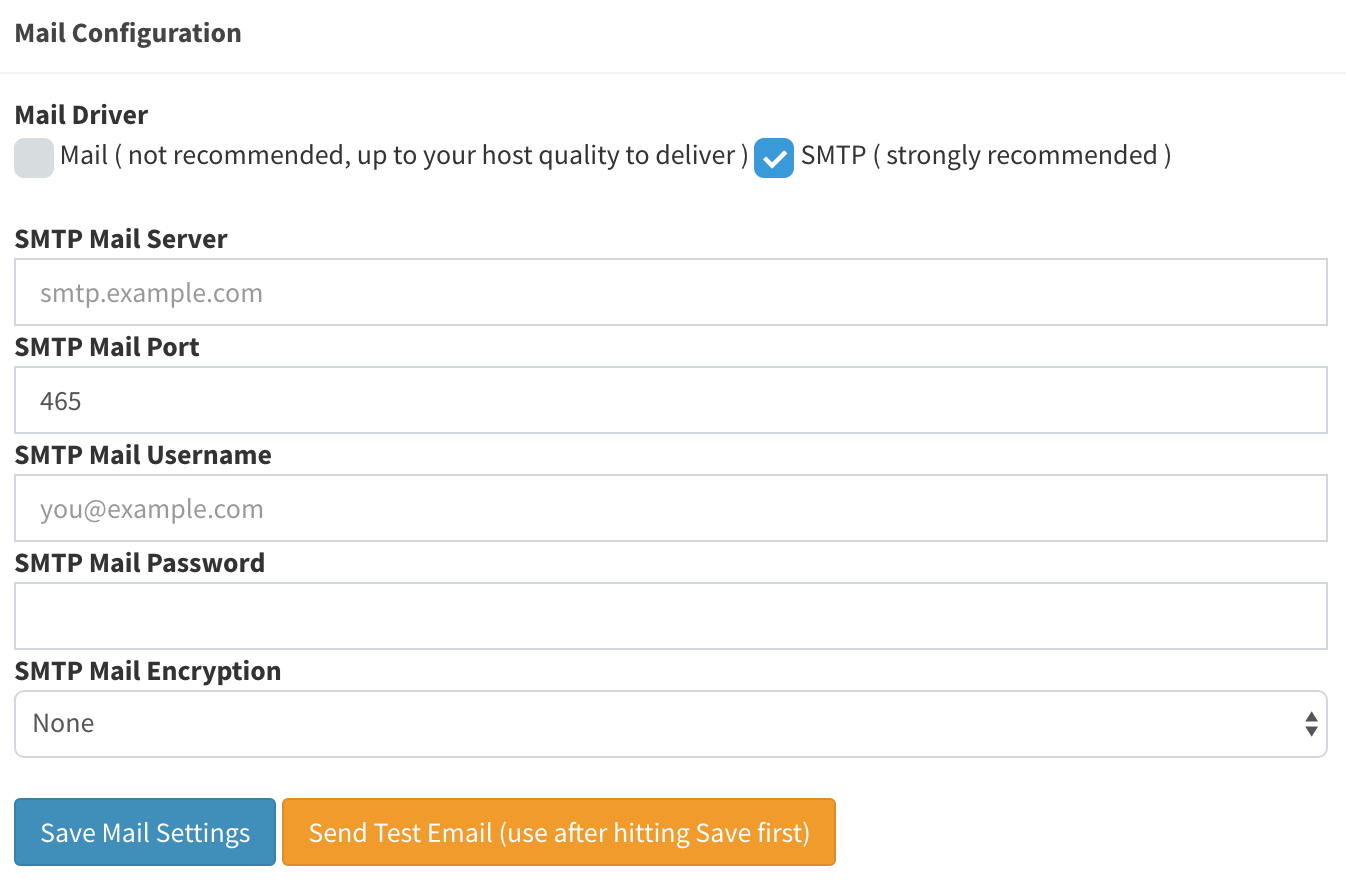 Mail Configuration
Mail Driver
Mail ( not recommended, up to your host quality to deliver ) SMTP ( strongly recommended )
SMTP Mail Server
smtp.example.com
SMTP Mail Port
465
SMTP Mail Username
you@example.com
SMTP Mail Password
SMTP Mail Encryption
None
Save Mail Settings Send Test Email (use after hitting Save first)